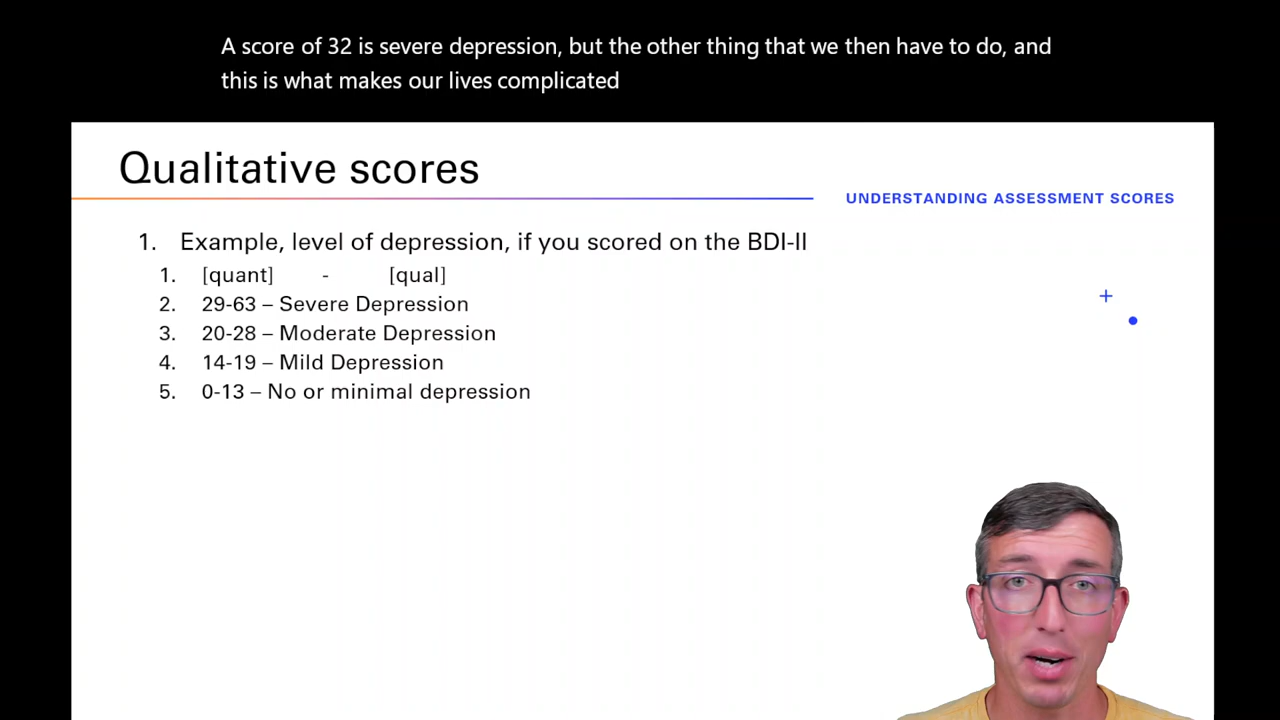 A score of 32 is severe depression, but the other thing that we then have to do, and
this is what makes our lives complicated
Qualitative scores
UNDERSTANDING ASSESSMENT SCORES
1. Example, level of depression, if you scored on the BDI-II
1. [quant] - [qual]
2. 29-63 – Severe Depression
3. 20-28 – Moderate Depression
4. 14-19 – Mild Depression
5. 0-13 – No or minimal depression